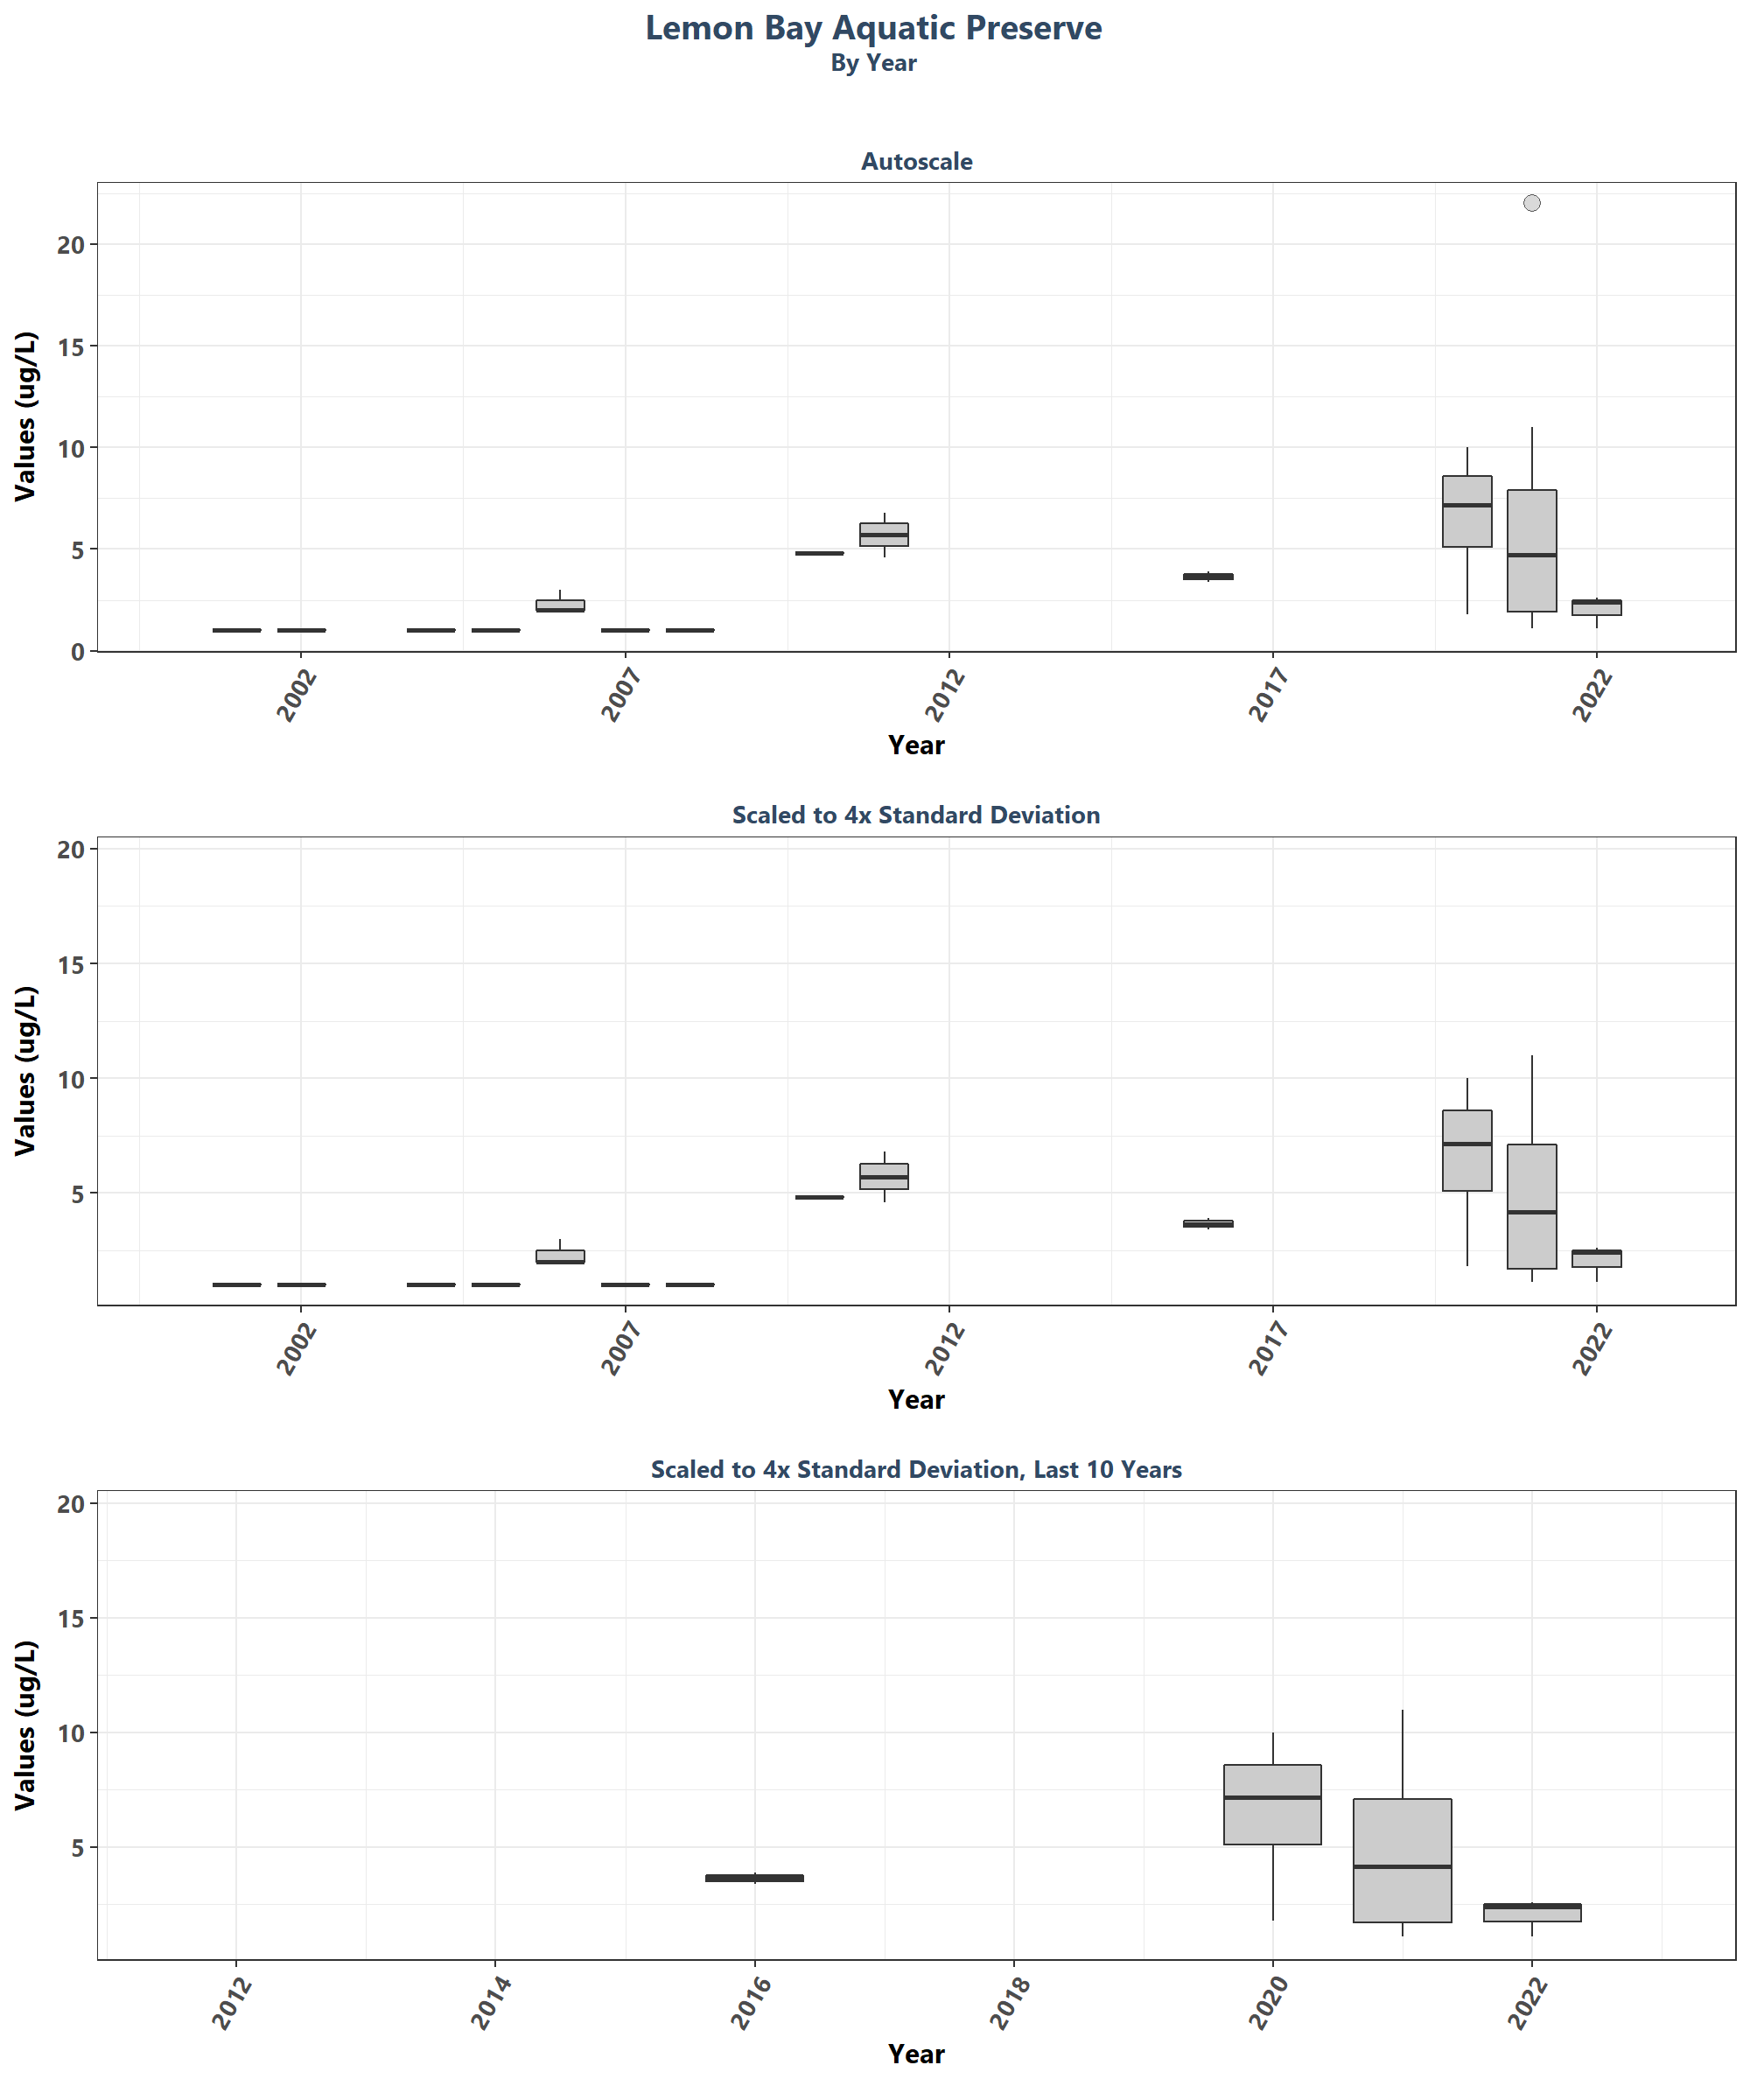 Lemon Bay Aquatic Preserve
By Year
Autoscale
20
15
10
5
0
Values (ug/L)
2002 2007 2012 2017 2022
Year
Scaled to 4x Standard Deviation
20
15
10
5
Values (ug/L)
2002 2007 2012 2017 2022
Year
Scaled to 4x Standard Deviation, Last 10 Years
20
15
10
5
Values (ug/L)
2012 2014 2016 2018 2020 2022
Year